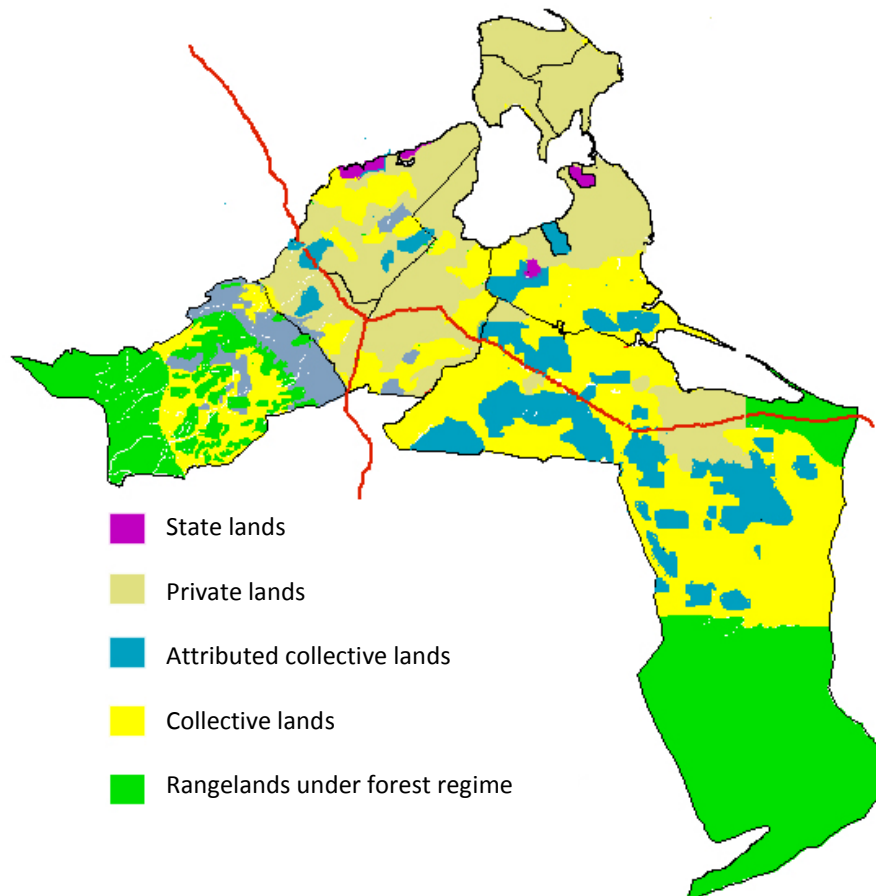 State lands
Private lands
Attributed collective lands
Collective lands
Rangelands under forest regime